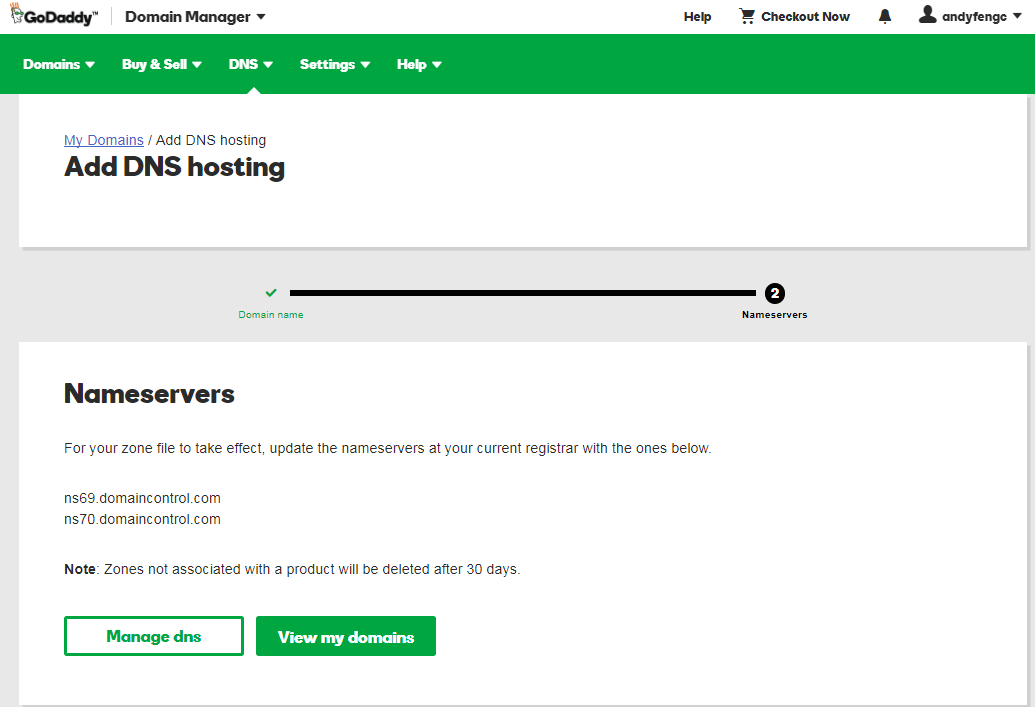 GoDaddy™ Domain Manager Help Checkout Now andyfengc
Domains Buy & Sell DNS Settings Help
My Domains / Add DNS hosting
Add DNS hosting
2
Domain name Nameservers
Nameservers
For your zone file to take effect, update the nameservers at your current registrar with the ones below.
ns69.domaincontrol.com
ns70.domaincontrol.com
Note: Zones not associated with a product will be deleted after 30 days.
Manage dns View my domains